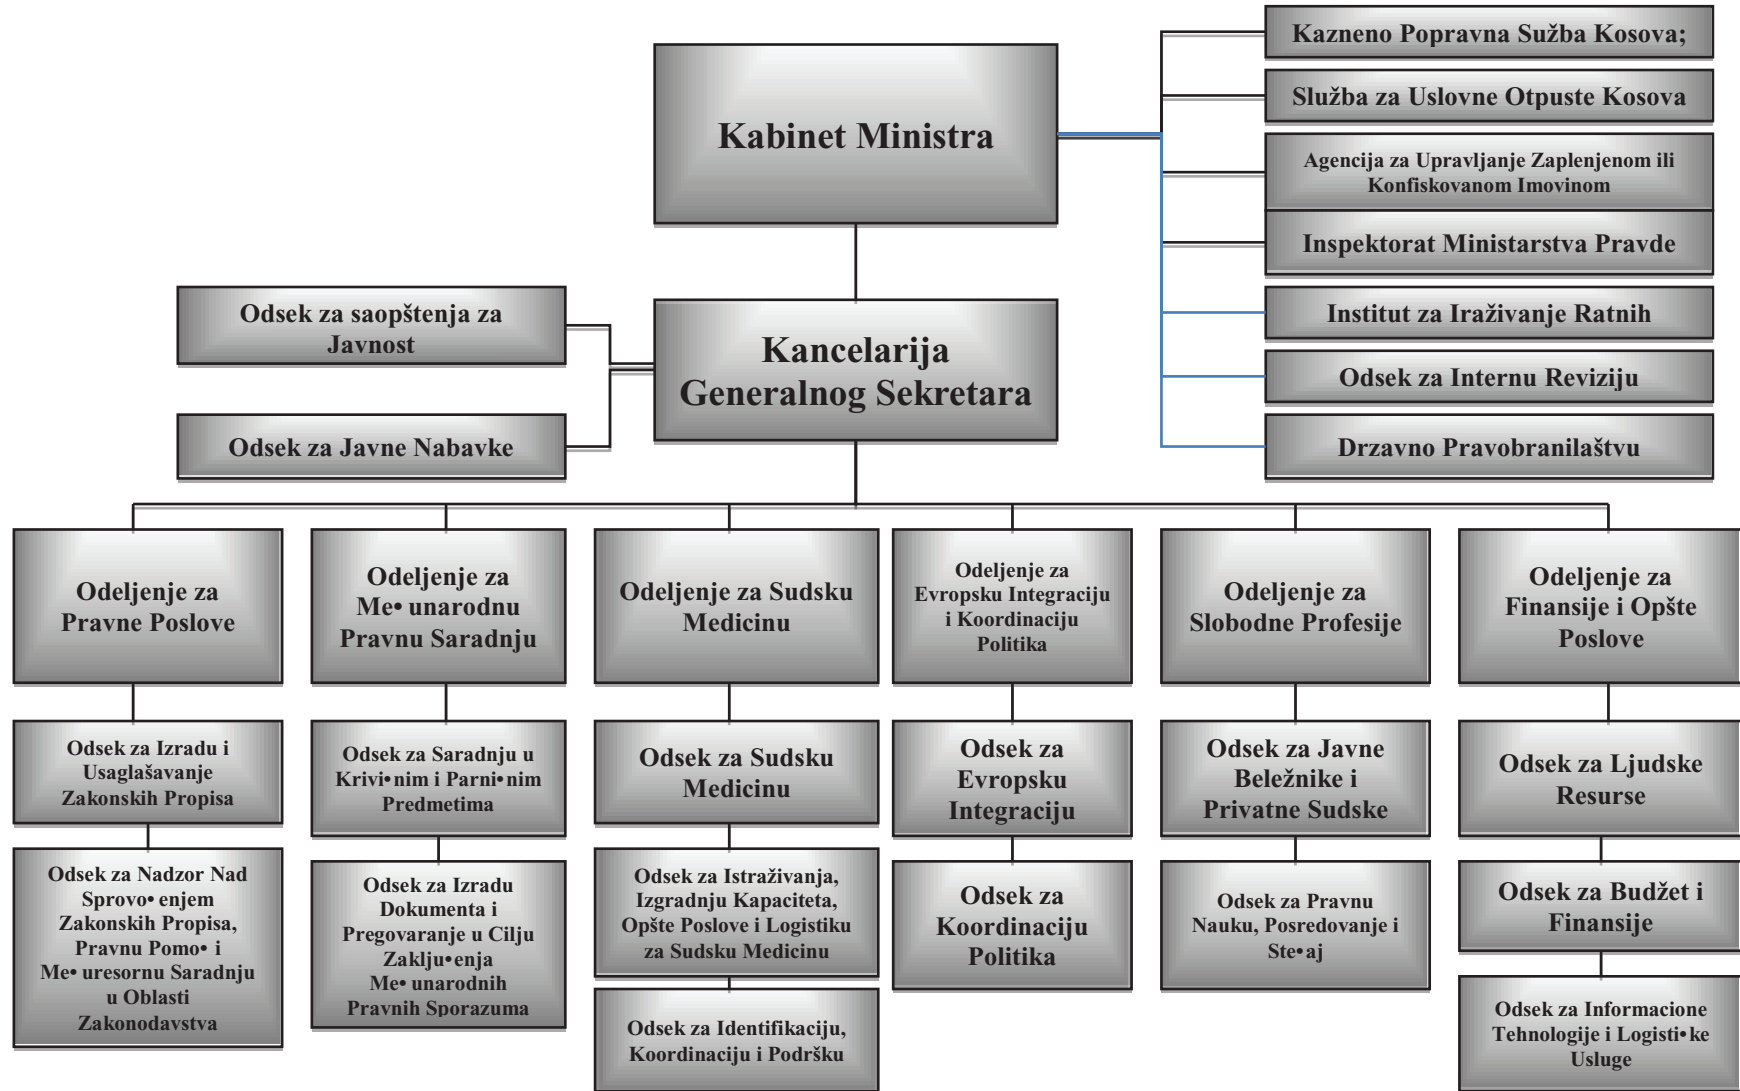 Kabinet Ministra
Kazneno Popravna Sužba Kosova;
Služba za Uslovne Otpuste Kosova
Agencija za Upravljanje Zaplenjenom ili
Konfiskovanom Imovinom
Inspektorat Ministarstva Pravde
Institut za Iraživanje Ratnih
Odsek za Internu Reviziju
Drzavno Pravobranilaštvu
Odsek za saopštenja za
Javnost
Odsek za Javne Nabavke
Kancelarija
Generalnog Sekretara
Odeljenje za
Pravne Poslove
Odsek za Izradu i
Usaglašavanje
Zakonskih Propisa
Odsek za Nadzor Nad
Sprovo• enjem
Zakonskih Propisa,
Pravnu Pomo• i
Me• uresornu Saradnju
u Oblasti
Zakonodavstva
Odeljenje za
Me• unarodnu
Pravnu Saradnju
Odsek za Saradnju u
Krivi•nim i Parni•nim
Predmetima
Odsek za Izradu
Dokumenta i
Pregovaranje u Cilju
Zaklju•enja
Me• unarodnih
Pravnih Sporazuma
Odeljenje za Sudsku
Medicinu
Odsek za Sudsku
Medicinu
Odsek za Istraživanja,
Izgradnju Kapaciteta,
Opšte Poslove i Logistiku
za Sudsku Medicinu
Odsek za Identifikaciju,
Koordinaciju i Podršku
Odeljenje za
Evropsku Integraciju
i Koordinaciju
Politika
Odsek za
Evropsku
Integraciju
Odsek za
Koordinaciju
Politika
Odeljenje za
Slobodne Profesije
Odsek za Javne
Beležnike i
Privatne Sudske
Odsek za Pravnu
Nauku, Posredovanje i
Ste•aj
Odeljenje za
Finansije i Opšte
Poslove
Odsek za Ljudske
Resurse
Odsek za Budžet i
Finansije
Odsek za Informacione
Tehnologije i Logisti•ke
Usluge